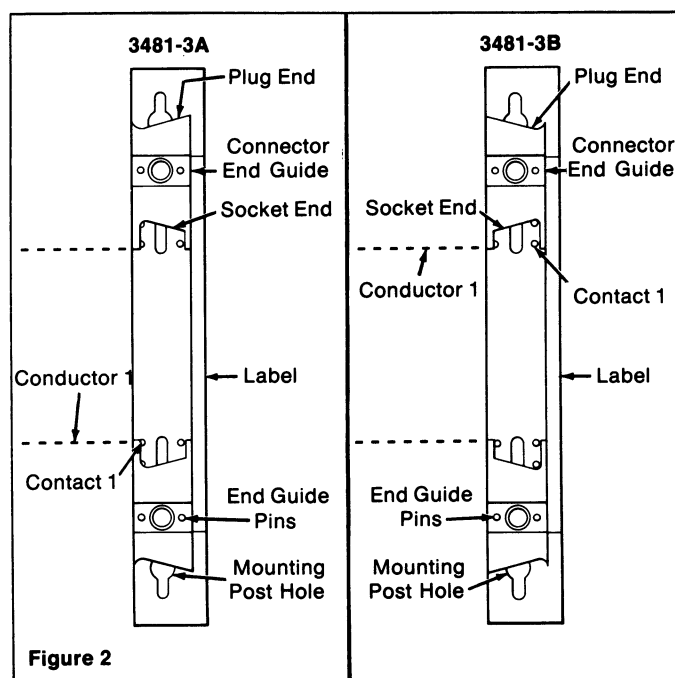 3481-3A
Plug End
Connector
End Guide
Socket End
Conductor 1
Label
Contact 1
End Guide
Pins
Mounting
Post Hole
Figure 2
3481-3B
Plug End
Connector
End Guide
Socket End
Conductor 1
Contact 1
Label
End Guide
Pins
Mounting
Post Hole